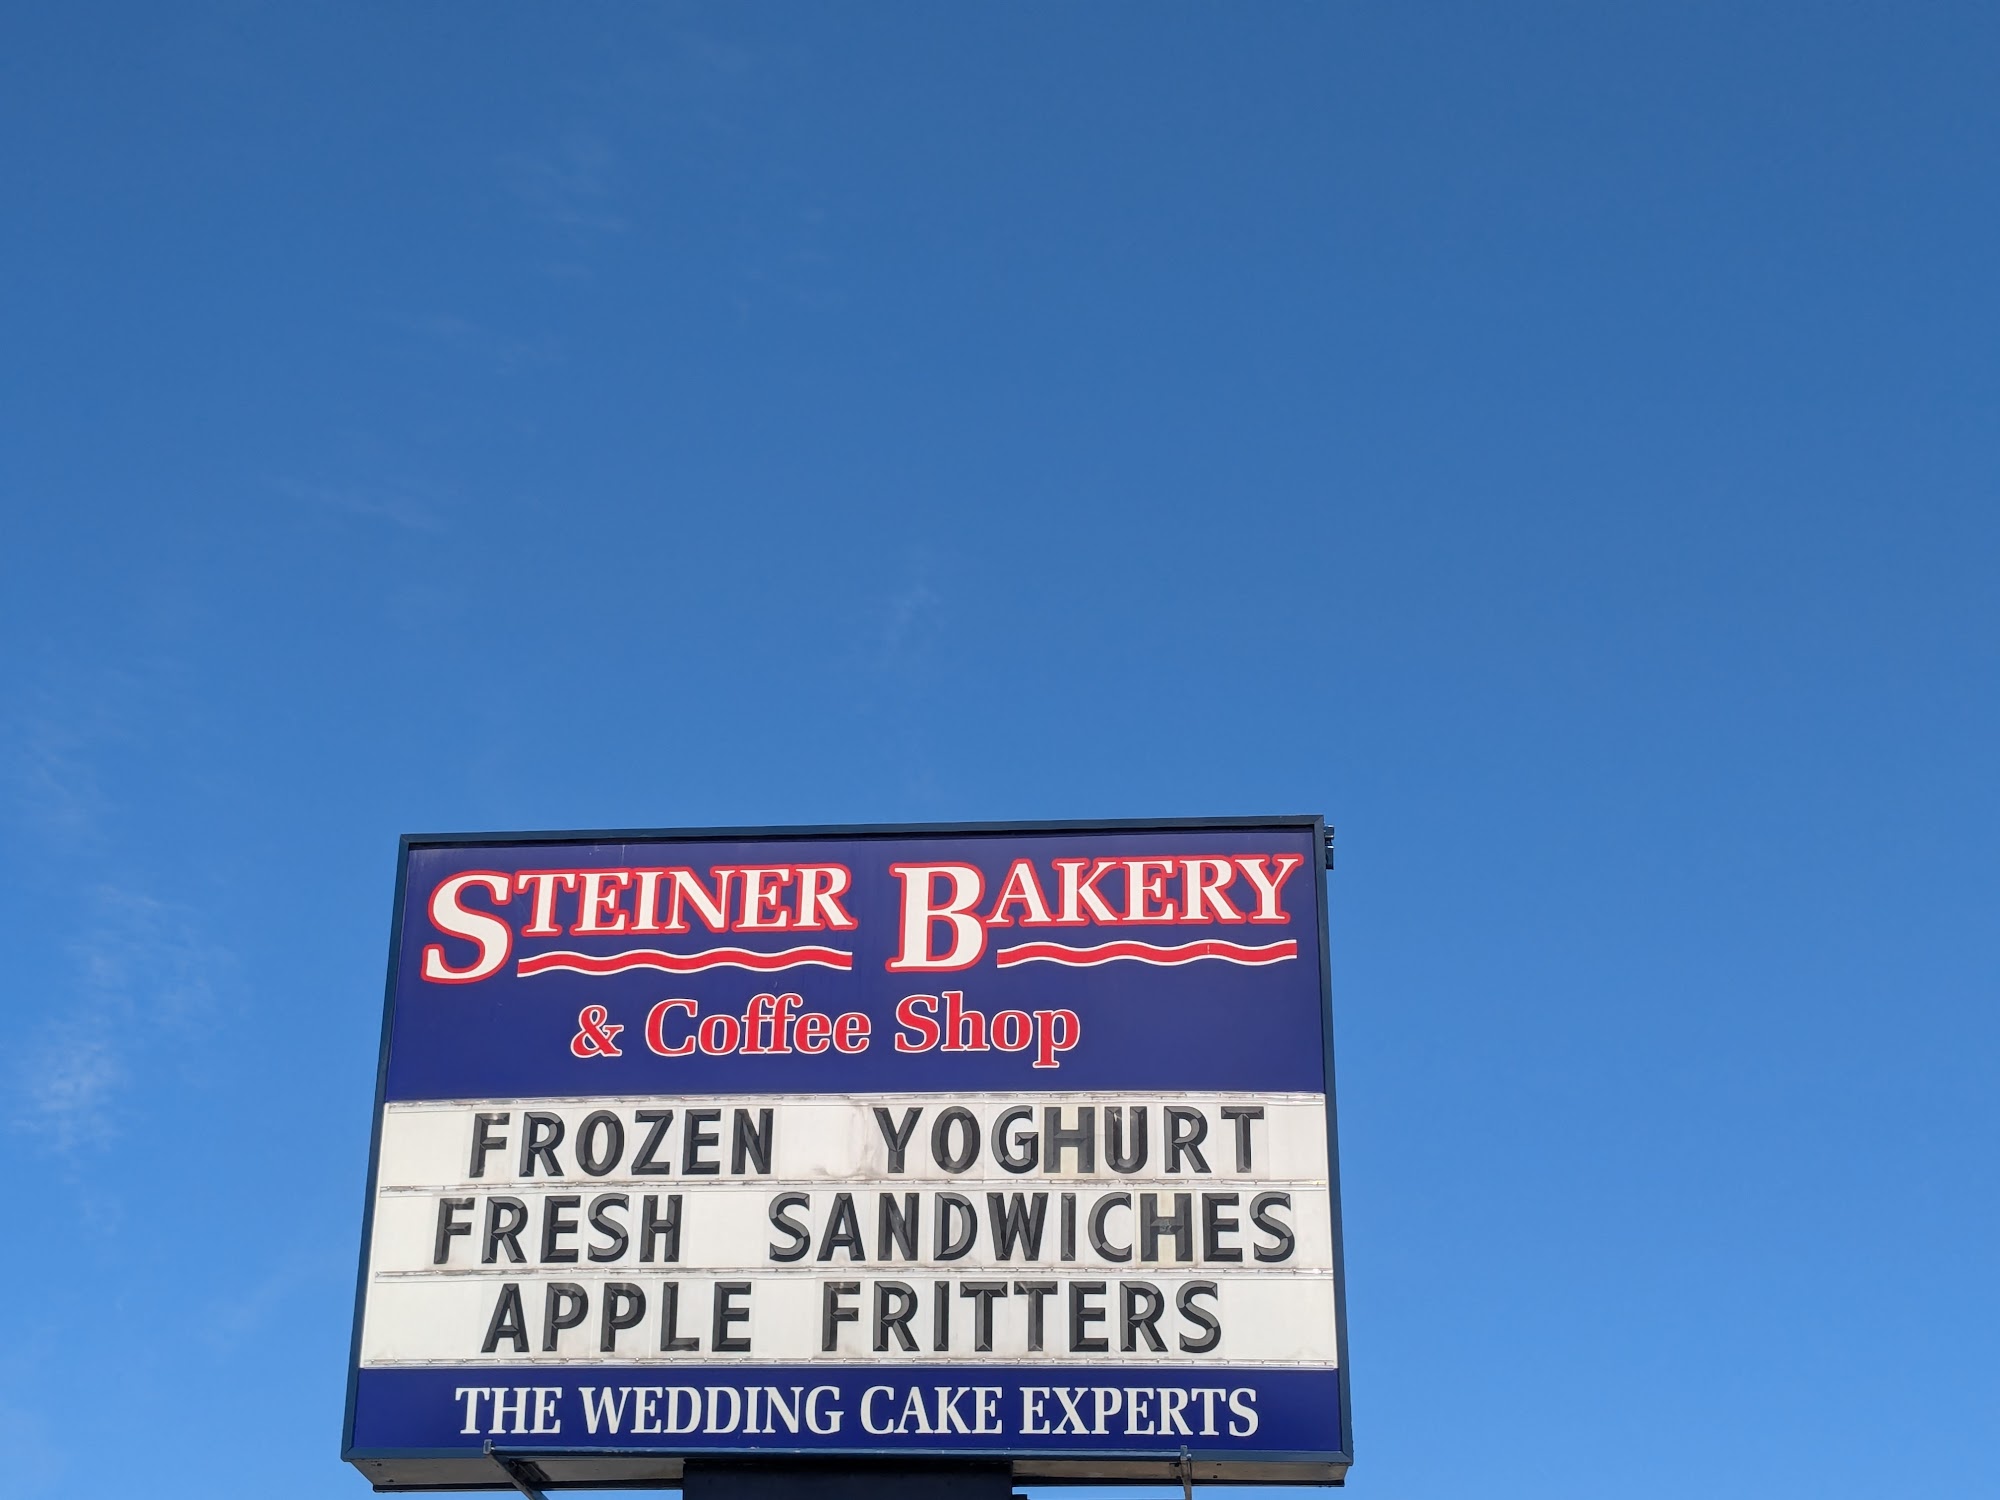 STEINER BAKERY
& Coffee Shop
FROZEN YOGHURT
FRESH SANDWICHES
APPLE FRITTERS
THE WEDDING CAKE EXPERTS